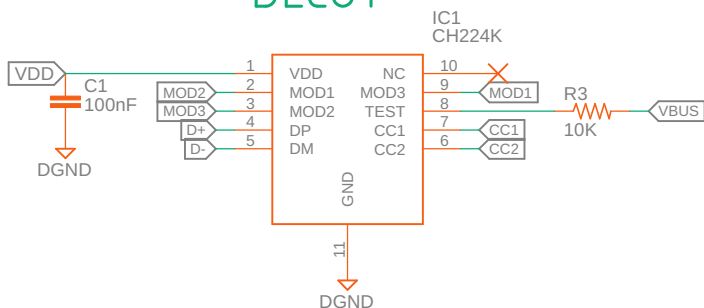 IC1
CH224K
VDD
C1
100nF
DGND
1 VDD
MOD2 2 MOD1
MOD3 3 MOD2
D+ 4 DP
D- 5 DM
NC 10
MOD3 9 MOD1
TEST 8
CC1 7 CC1
CC2 6 CC2
R3
10K
VBUS
GND
11
DGND